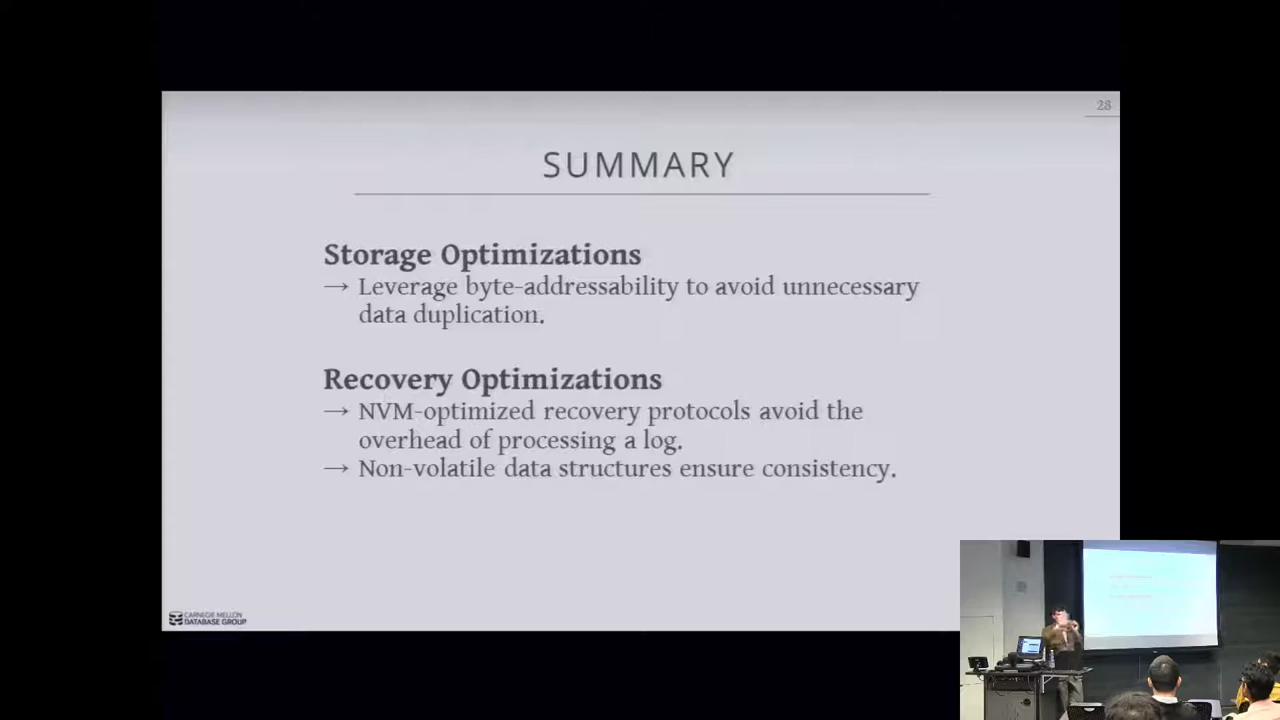 28
SUMMARY
Storage Optimizations
→ Leverage byte-addressability to avoid unnecessary
data duplication.
Recovery Optimizations
→ NVM-optimized recovery protocols avoid the
overhead of processing a log.
→ Non-volatile data structures ensure consistency.
CARNEGIE MELLON
DATABASE GROUP